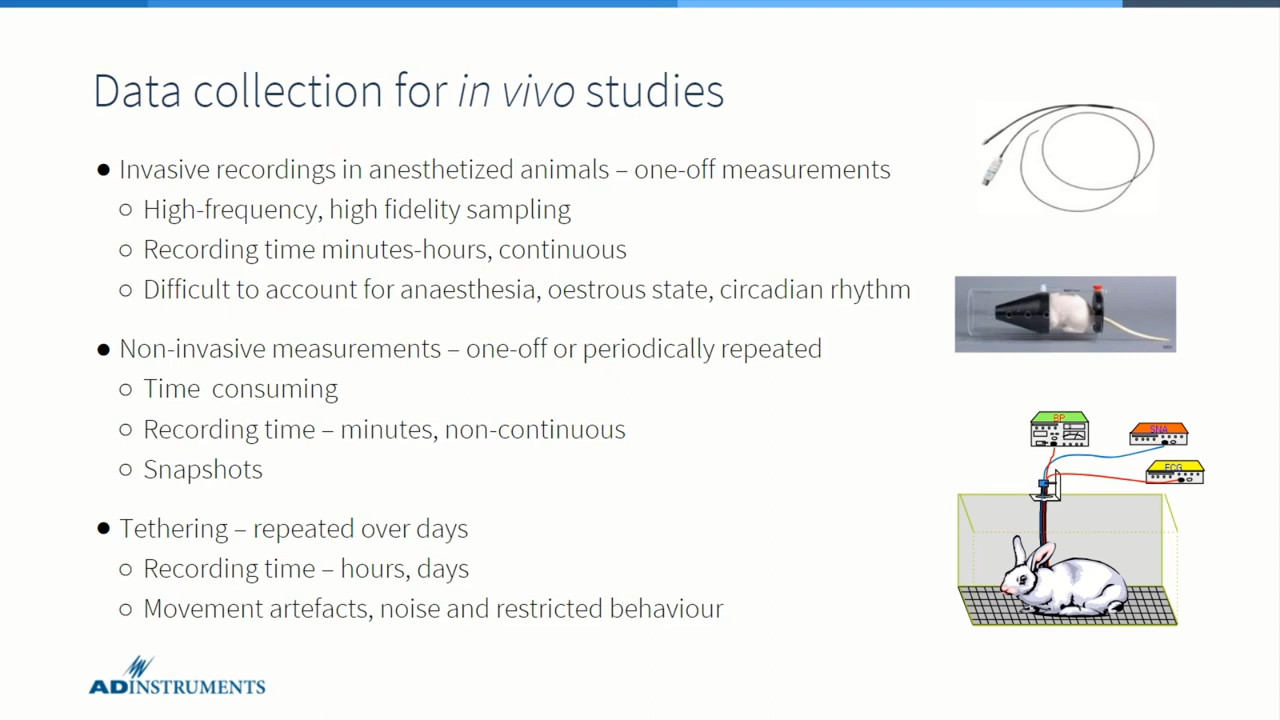 Data collection for in vivo studies
● Invasive recordings in anesthetized animals – one-off measurements
○ High-frequency, high fidelity sampling
○ Recording time minutes-hours, continuous
○ Difficult to account for anaesthesia, oestrous state, circadian rhythm
● Non-invasive measurements – one-off or periodically repeated
○ Time  consuming
○ Recording time – minutes, non-continuous
○ Snapshots
● Tethering – repeated over days
○ Recording time – hours, days
○ Movement artefacts, noise and restricted behaviour
BP
SNA
ECG
ADINSTRUMENTS